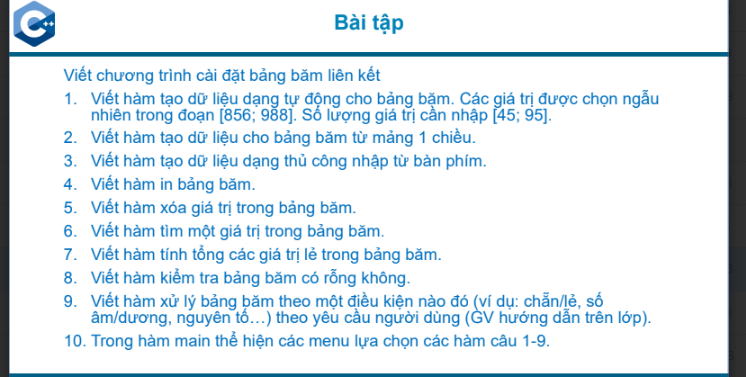 C++
Bài tập
Viết chương trình cài đặt bảng băm liên kết
1. Viết hàm tạo dữ liệu dạng tự động cho bảng băm. Các giá trị được chọn ngẫu
nhiên trong đoạn [856; 988]. Số lượng giá trị cần nhập [45; 95].
2. Viết hàm tạo dữ liệu cho bảng băm từ mảng 1 chiều.
3. Viết hàm tạo dữ liệu dạng thủ công nhập từ bàn phím.
4. Viết hàm in bảng băm.
5. Viết hàm xóa giá trị trong bảng băm.
6. Viết hàm tìm một giá trị trong bảng băm.
7. Viết hàm tính tổng các giá trị lẻ trong bảng băm.
8. Viết hàm kiểm tra bảng băm có rỗng không.
9. Viết hàm xử lý bảng băm theo một điều kiện nào đó (ví dụ: chẵn/lẻ, số
âm/dương, nguyên tố...) theo yêu cầu người dùng (GV hướng dẫn trên lớp).
10. Trong hàm main thể hiện các menu lựa chọn các hàm câu 1-9.